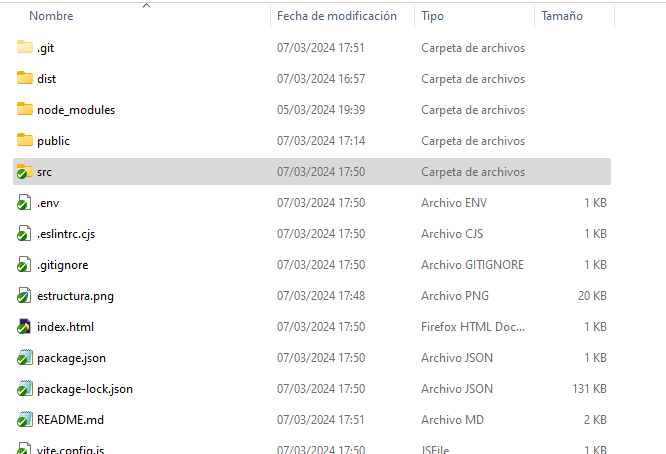 Nombre Fecha de modificación Tipo Tamaño
.git 07/03/2024 17:51 Carpeta de archivos
dist 07/03/2024 16:57 Carpeta de archivos
node_modules 05/03/2024 19:39 Carpeta de archivos
public 07/03/2024 17:14 Carpeta de archivos
src 07/03/2024 17:50 Carpeta de archivos
.env 07/03/2024 17:50 Archivo ENV 1 KB
.eslintrc.cjs 07/03/2024 17:50 Archivo CJS 1 KB
.gitignore 07/03/2024 17:50 Archivo GITIGNORE 1 KB
estructura.png 07/03/2024 17:48 Archivo PNG 20 KB
index.html 07/03/2024 17:50 Firefox HTML Doc... 1 KB
package.json 07/03/2024 17:50 Archivo JSON 1 KB
package-lock.json 07/03/2024 17:50 Archivo JSON 131 KB
README.md 07/03/2024 17:51 Archivo MD 2 KB
vite.config.js 07/03/2024 17:50 JSFile 1 KB